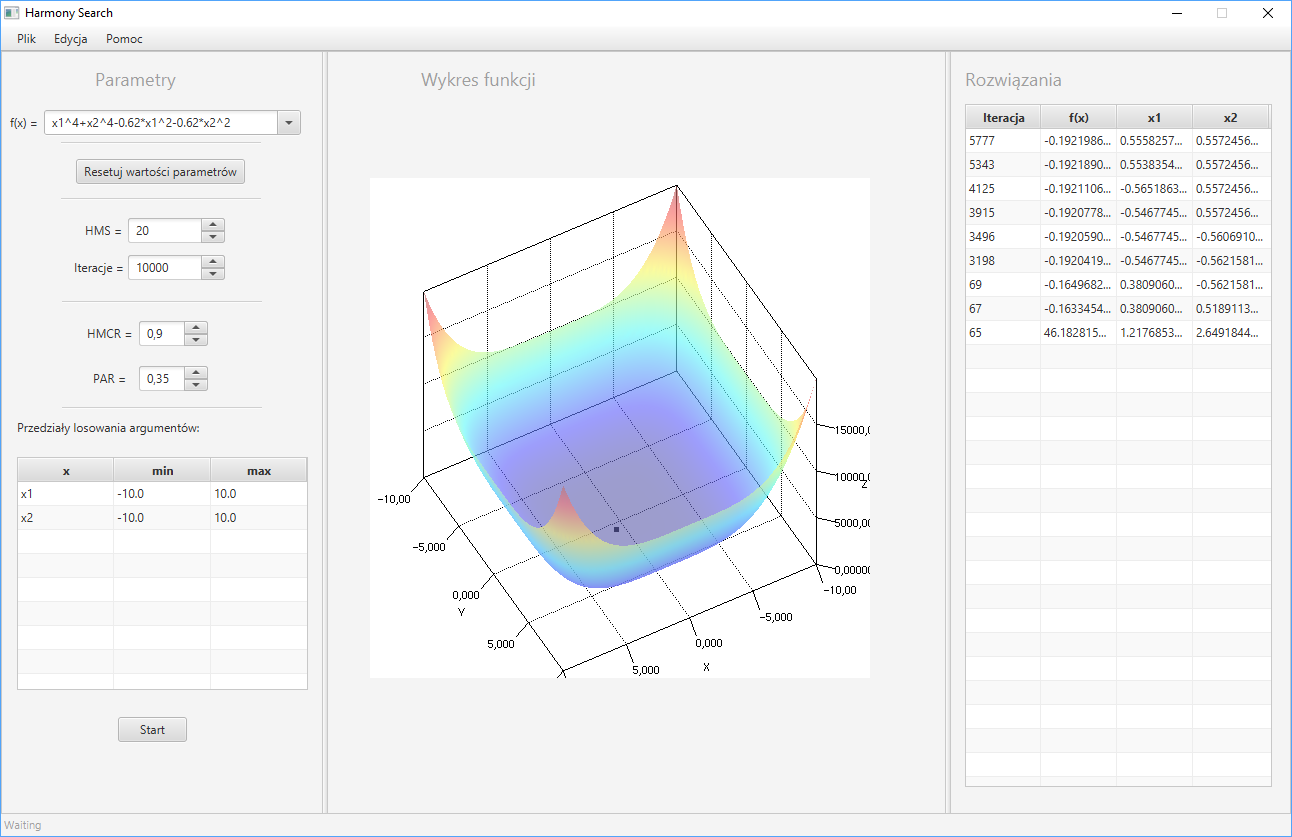 Harmony Search
Plik Edycja Pomoc
Parametry
f(x) = x1^4+x2^4-0.62*x1^2-0.62*x2^2
Resetuj wartości parametrów
HMS = 20
Iteracje = 10000
HMCR = 0,9
PAR = 0,35
Przedziały losowania argumentów:
x min max
x1 -10.0 10.0
x2 -10.0 10.0
Start
Wykres funkcji
-10,00
-5,000
0,000
Y
5,000
5,000
X
0,000
-5,000
-10,00
15000,0
10000,0
Z
5000,00
0,00000
Rozwiązania
Iteracja f(x) x1 x2
5777 -0.1921986... 0.5558257... 0.5572456...
5343 -0.1921890... 0.5538354... 0.5572456...
4125 -0.1921106... -0.5651863... 0.5572456...
3915 -0.1920778... -0.5467745... 0.5572456...
3496 -0.1920590... -0.5467745... -0.5606910...
3198 -0.1920419... -0.5467745... -0.5621581...
69 -0.1649682... 0.3809060... -0.5621581...
67 -0.1633454... 0.3809060... 0.5189113...
65 46.182815... 1.2176853... 2.6491844...
Waiting